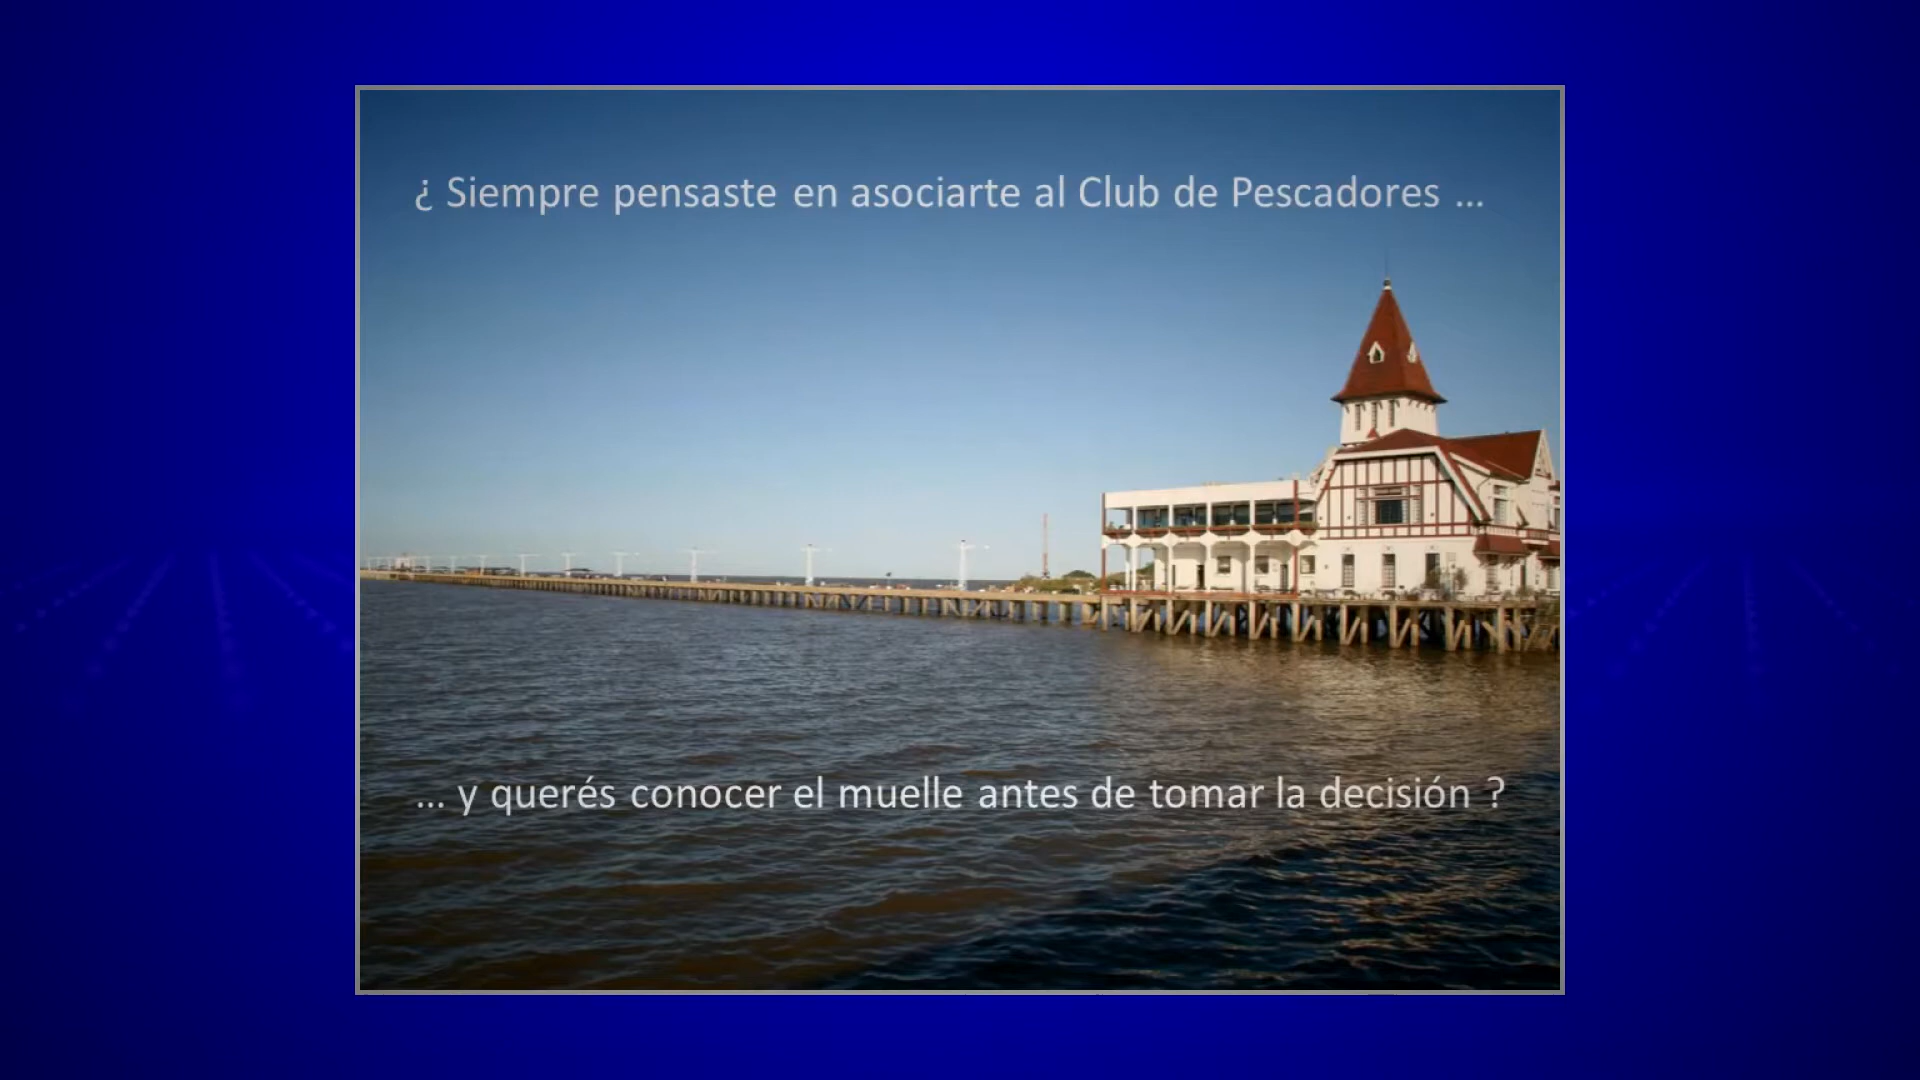 ¿ Siempre pensaste en asociarte al Club de Pescadores ...
... y querés conocer el muelle antes de tomar la decisión ?